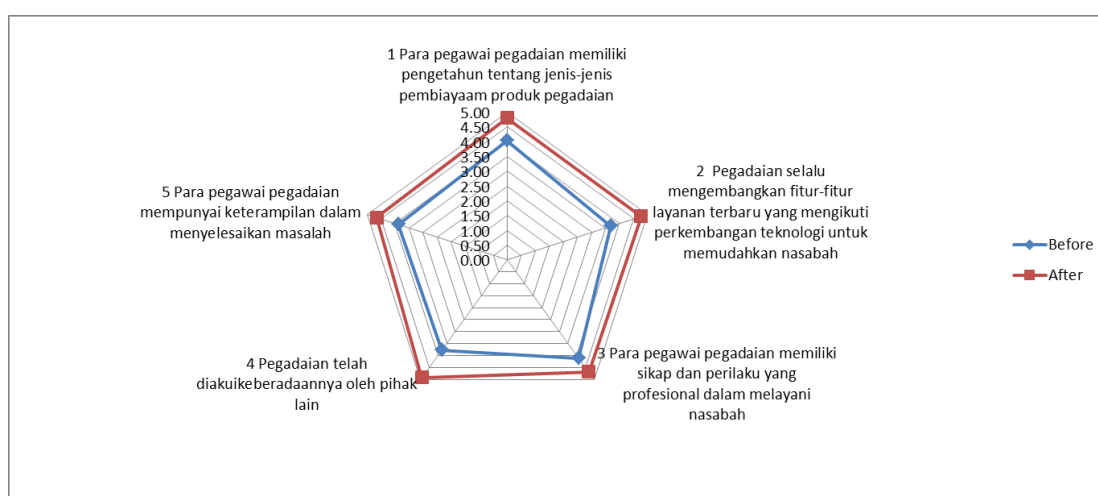 1 Para pegawai pegadaian memiliki
pengetahun tentang jenis-jenis
pembiayaam produk pegadaian
5.00
4.50
4.00
3.50
3.00
2.50
2.00
1.50
1.00
0.50
0.00
2  Pegadaian selalu
mengembangkan fitur-fitur
layanan terbaru yang mengikuti
perkembangan teknologi untuk
memudahkan nasabah
3 Para pegawai pegadaian memiliki
sikap dan perilaku yang
profesional dalam melayani
nasabah
4 Pegadaian telah
diakuikeberadaannya oleh pihak
lain
5 Para pegawai pegadaian
mempunyai keterampilan dalam
menyelesaikan masalah
Before
After